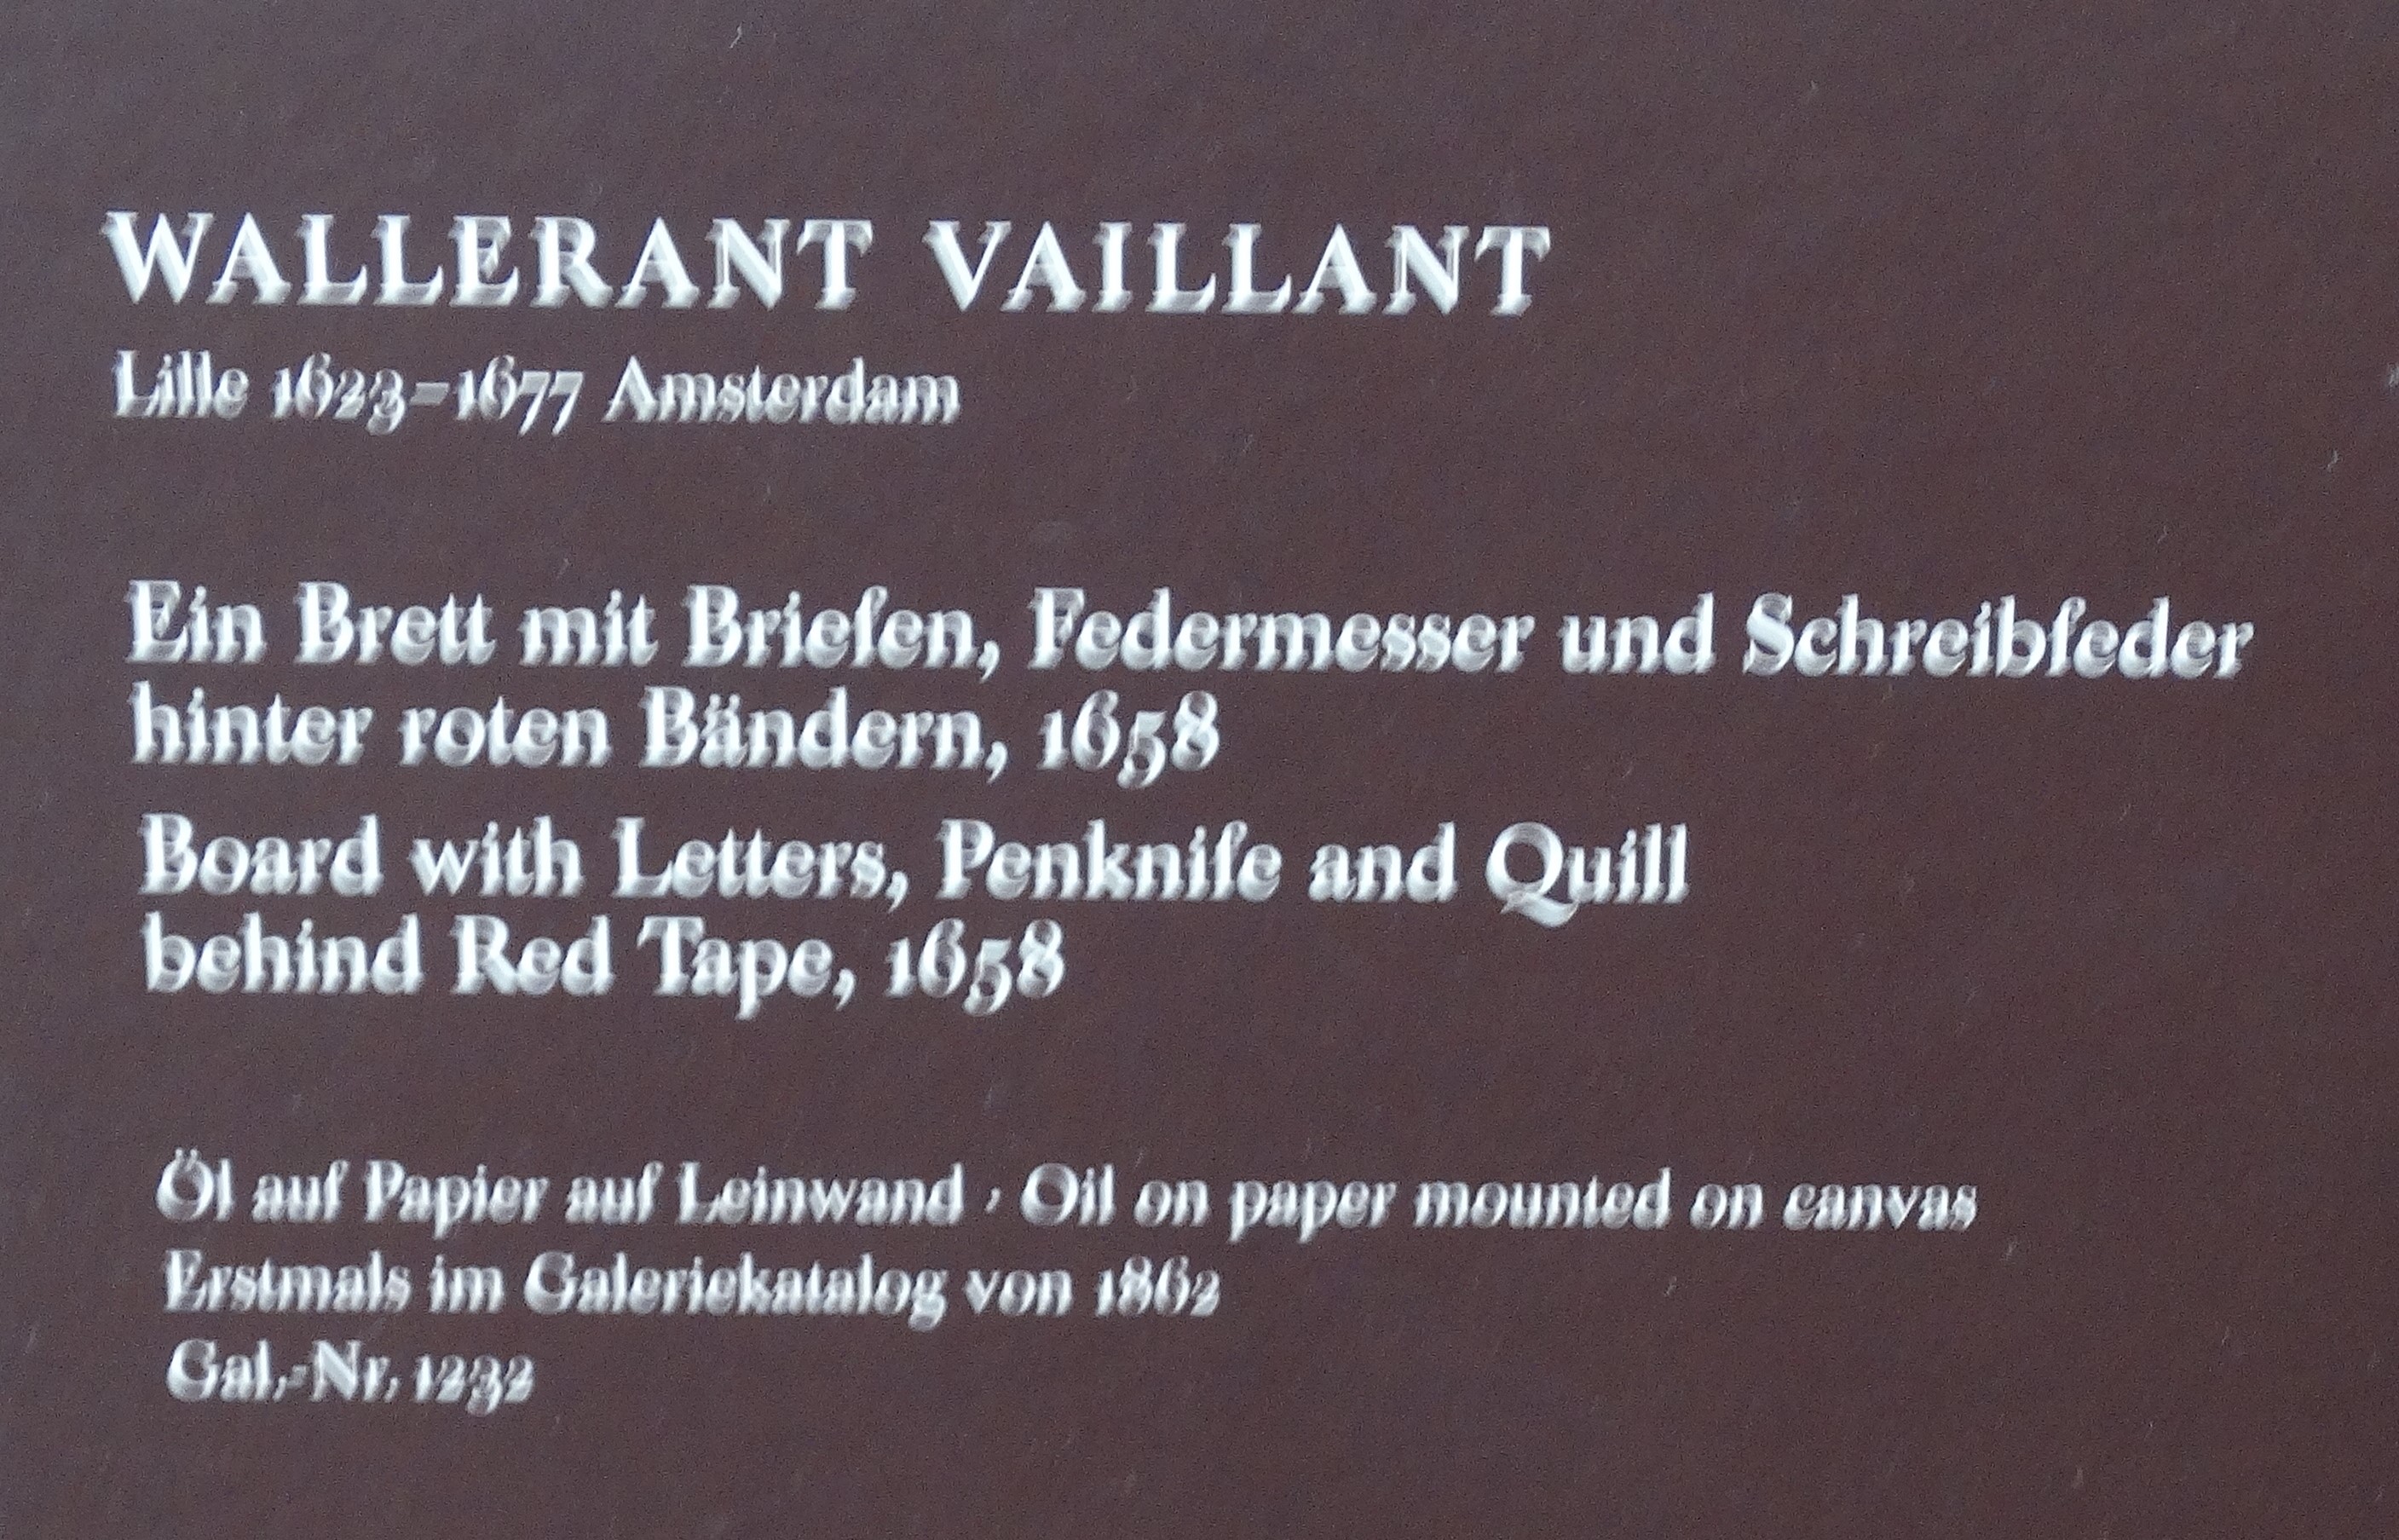 WALLERANT VAILLANT
Lille 1623–1677 Amsterdam
Ein Brett mit Briefen, Federmesser und Schreibfeder
hinter roten Bändern, 1658
Board with Letters, Penknife and Quill
behind Red Tape, 1658
Öl auf Papier auf Leinwand · Oil on paper mounted on canvas
Erstmals im Galeriekatalog von 1862
Gal.-Nr. 1232